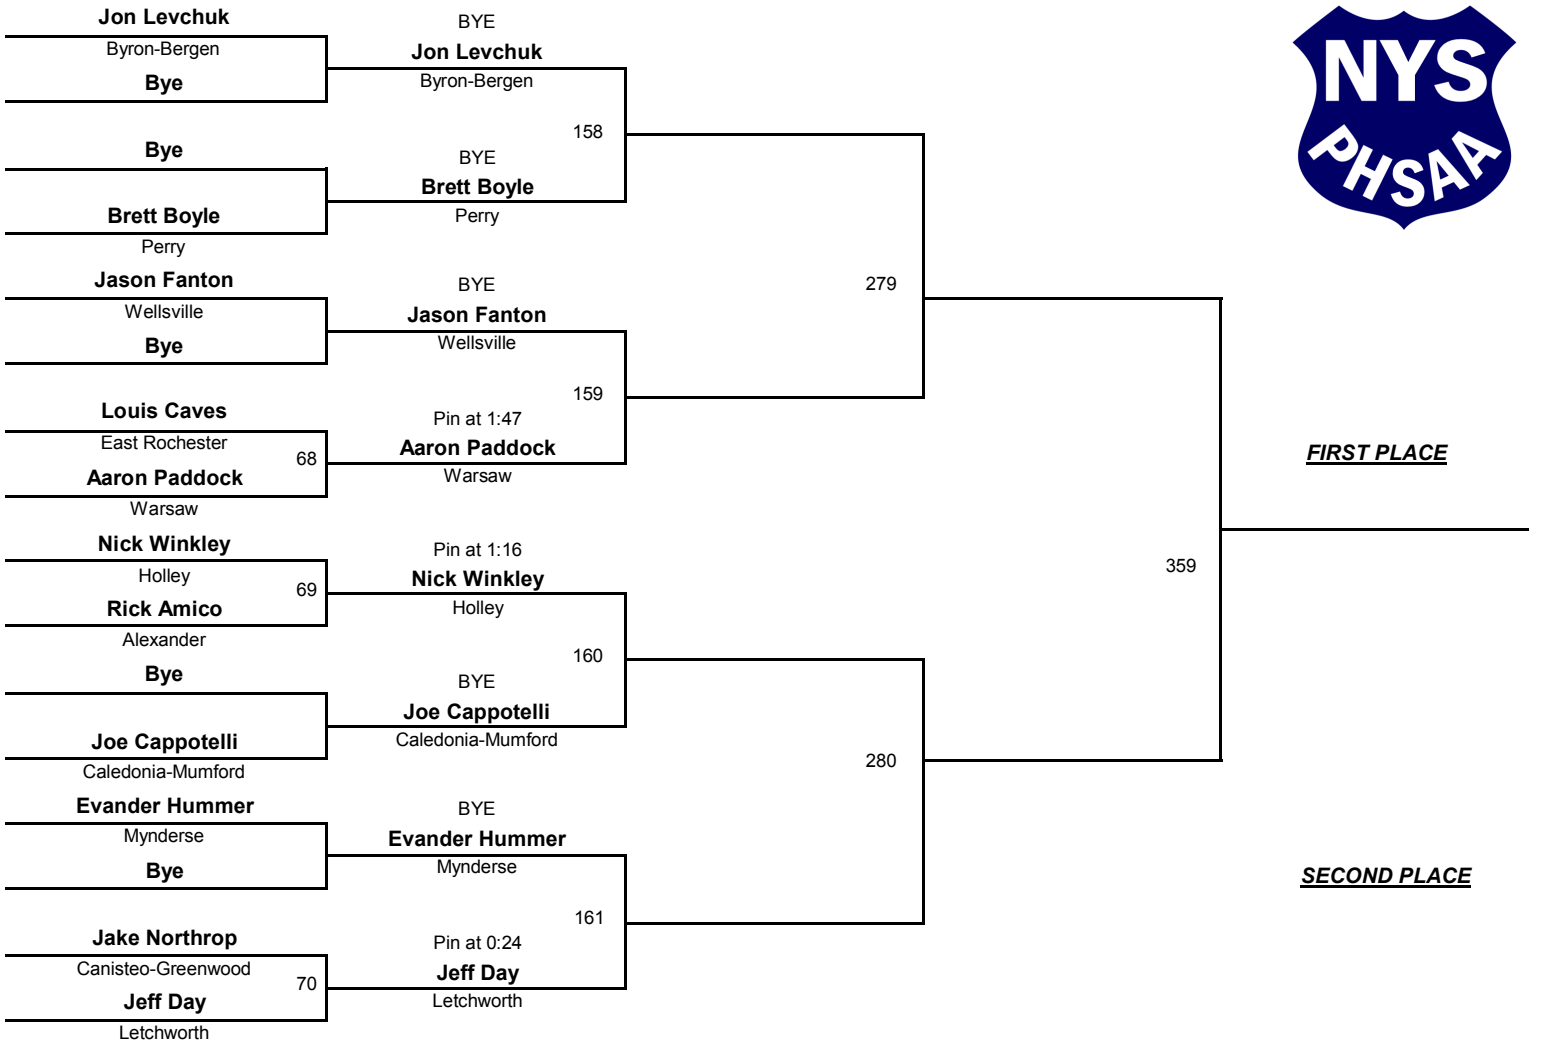 Jon Levchuk
Byron-Bergen
Bye
Bye
Brett Boyle
Perry
Jason Fanton
Wellsville
Bye
Louis Caves
East Rochester
68
Aaron Paddock
Warsaw
Nick Winkley
Holley
69
Rick Amico
Alexander
Bye
Joe Cappotelli
Caledonia-Mumford
Evander Hummer
Mynderse
Bye
Jake Northrop
Canisteo-Greenwood
70
Jeff Day
Letchworth
BYE
Jon Levchuk
Byron-Bergen
158
BYE
Brett Boyle
Perry
BYE
Jason Fanton
Wellsville
159
Pin at 1:47
Aaron Paddock
Warsaw
Pin at 1:16
Nick Winkley
Holley
160
BYE
Joe Cappotelli
Caledonia-Mumford
BYE
Evander Hummer
Mynderse
161
Pin at 0:24
Jeff Day
Letchworth
279
280
359
NYS
PHSAA
FIRST PLACE
SECOND PLACE